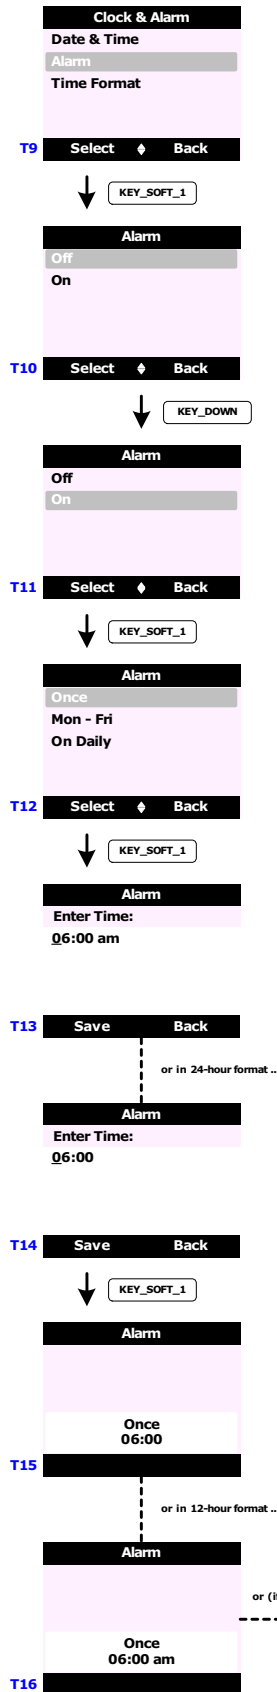 Clock & Alarm
Date & Time
Alarm
Time Format
T9 Select Back
KEY_SOFT_1
Alarm
Off
On
T10 Select Back
KEY_DOWN
Alarm
Off
On
T11 Select Back
KEY_SOFT_1
Alarm
Once
Mon - Fri
On Daily
T12 Select Back
KEY_SOFT_1
Alarm
Enter Time:
06:00 am
T13 Save Back
or in 24-hour format ..
Alarm
Enter Time:
06:00
T14 Save Back
KEY_SOFT_1
Alarm
Once
06:00
T15
or in 12-hour format ..
Alarm
or (i
Once
06:00 am
T16